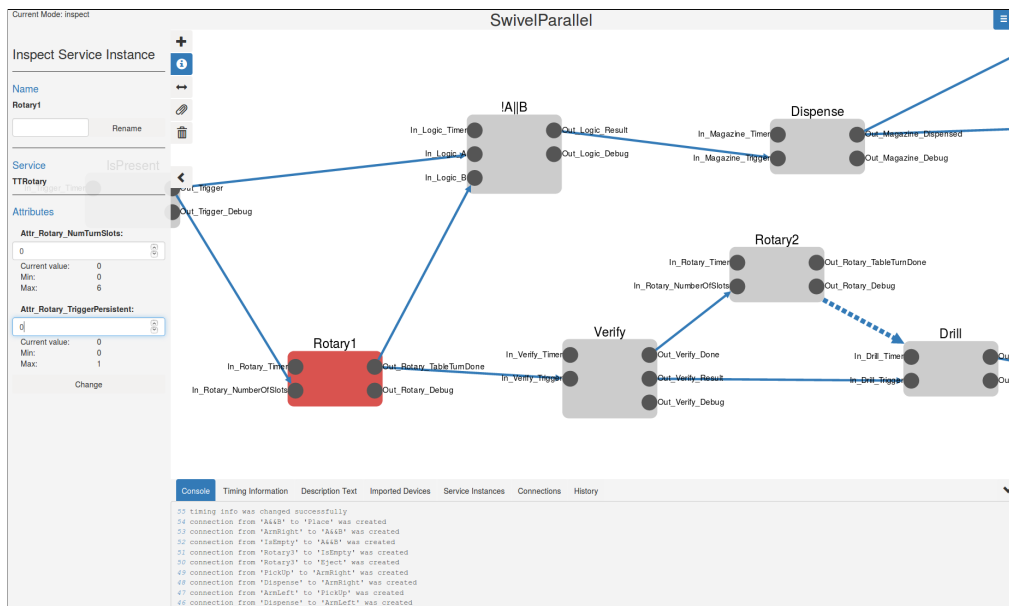 Current Mode: inspect
SwivelParallel
Inspect Service Instance
Name
Rotary1
Rename
Service
TTRotary
Attributes
Attr_Rotary_NumTurnSlots:
0
Current value: 0
Min: 0
Max: 6
Attr_Rotary_TriggerPersistent:
0
Current value: 0
Min: 0
Max: 1
Change
IsPresent
In_Trigger_Timer
Out_Trigger
Out_Trigger_Debug
!A||B
In_Logic_Timer
In_Logic_A
In_Logic_B
Out_Logic_Result
Out_Logic_Debug
Dispense
In_Magazine_Timer
In_Magazine_Trigger
Out_Magazine_Dispensed
Out_Magazine_Debug
Rotary2
In_Rotary_Timer
In_Rotary_NumberOfSlots
Out_Rotary_TableTurnDone
Out_Rotary_Debug
Rotary1
In_Rotary_Timer
In_Rotary_NumberOfSlots
Out_Rotary_TableTurnDone
Out_Rotary_Debug
Verify
In_Verify_Timer
In_Verify_Trigger
Out_Verify_Done
Out_Verify_Result
Out_Verify_Debug
Drill
In_Drill_Timer
In_Drill_Trigger
Ou
Ou
Console Timing Information Description Text Imported Devices Service Instances Connections History
55 timing info was changed successfully
54 connection from 'A&&B' to 'Place' was created
53 connection from 'ArmRight' to 'A&&B' was created
52 connection from 'IsEmpty' to 'A&&B' was created
51 connection from 'Rotary3' to 'IsEmpty' was created
50 connection from 'Rotary3' to 'Eject' was created
49 connection from 'PickUp' to 'ArmRight' was created
48 connection from 'Dispense' to 'ArmRight' was created
47 connection from 'ArmLeft' to 'PickUp' was created
46 connection from 'Dispense' to 'ArmLeft' was created